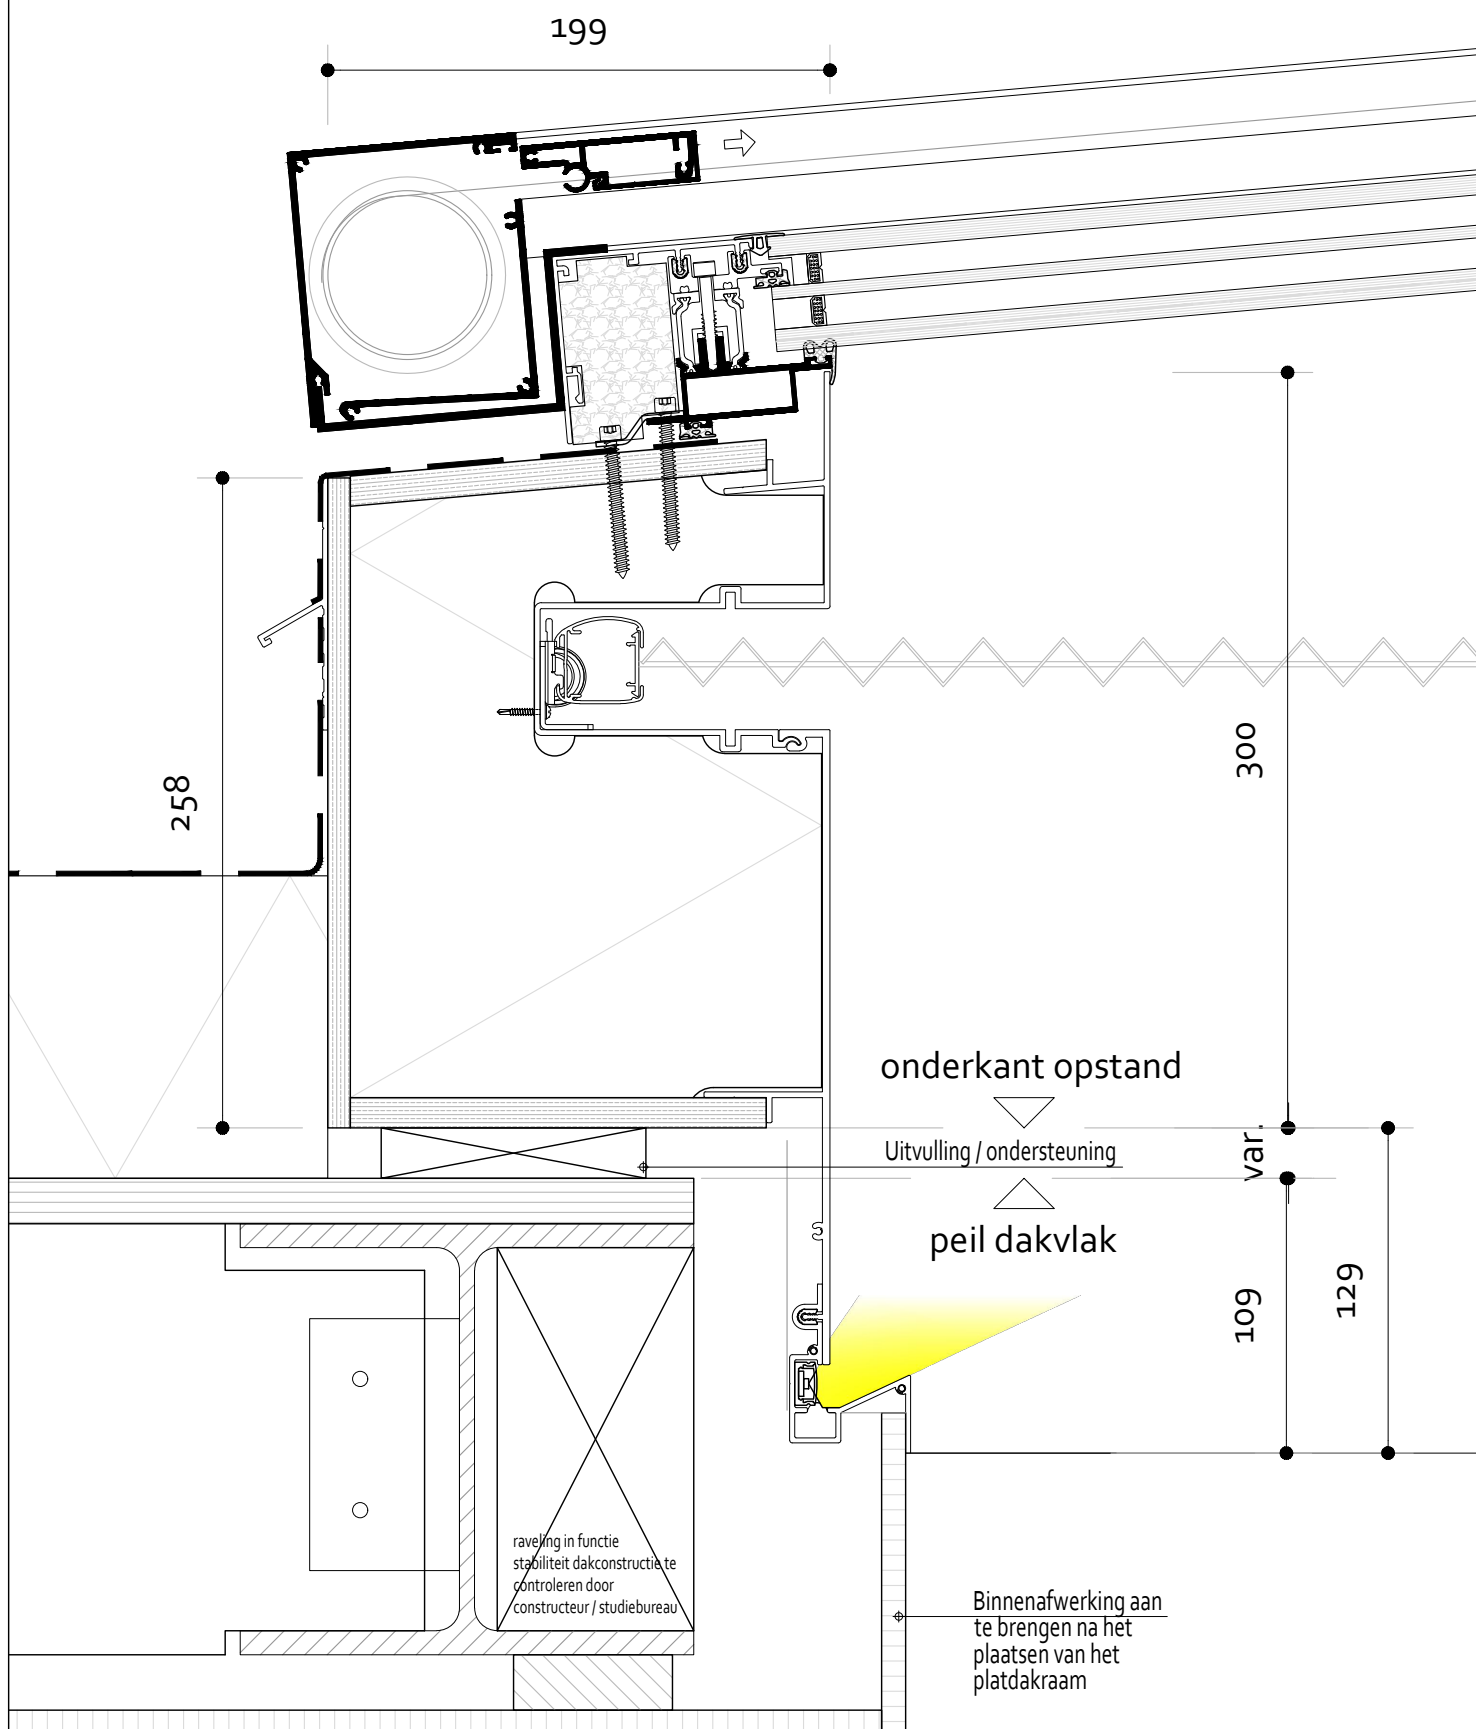 199
258
300
onderkant opstand
Uitvulling / ondersteuning
var.
peil dakvlak
109
129
raveling in functie
stabiliteit dakconstructie te
controleren door
constructeur / studiebureau
Binnenafwerking aan
te brengen na het
plaatsen van het
platdakraam